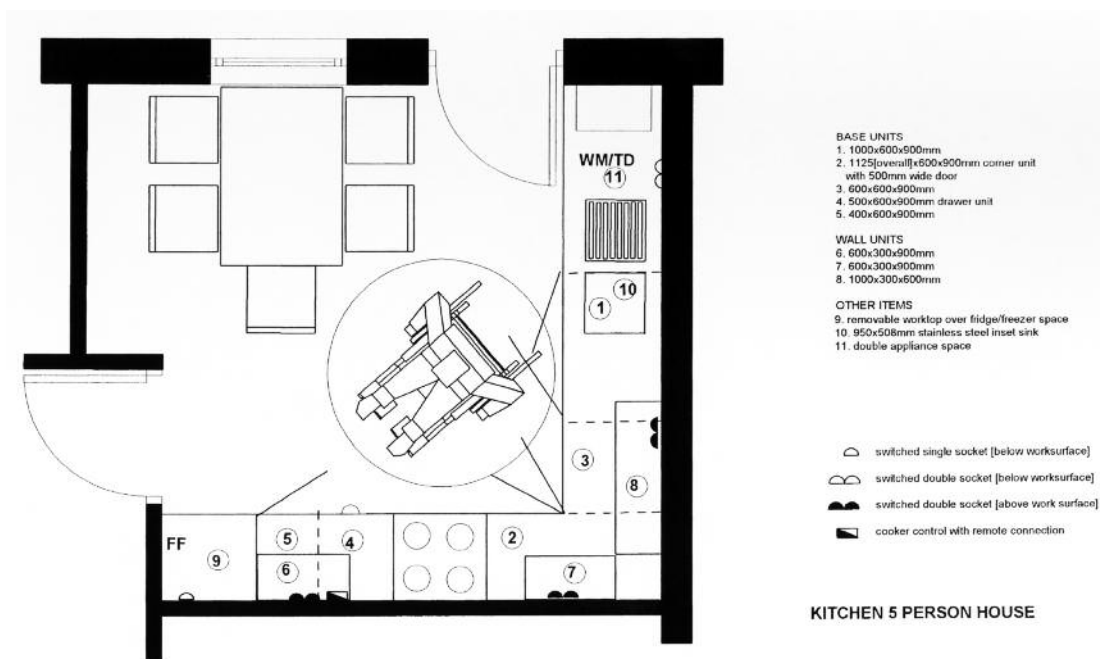 WM/TD
11
10
1
3
8
FF
9
5
4
6
2
7
BASE UNITS
1. 1000x600x900mm
2. 1125[overall]x600x900mm corner unit
with 500mm wide door
3. 600x600x900mm
4. 500x600x900mm drawer unit
5. 400x600x900mm
WALL UNITS
6. 600x300x900mm
7. 600x300x900mm
8. 1000x300x600mm
OTHER ITEMS
9. removable worktop over fridge/freezer space
10. 950x508mm stainless steel inset sink
11. double appliance space
switched single socket [below worksurface]
switched double socket [below worksurface]
switched double socket [above work surface]
cooker control with remote connection
KITCHEN 5 PERSON HOUSE